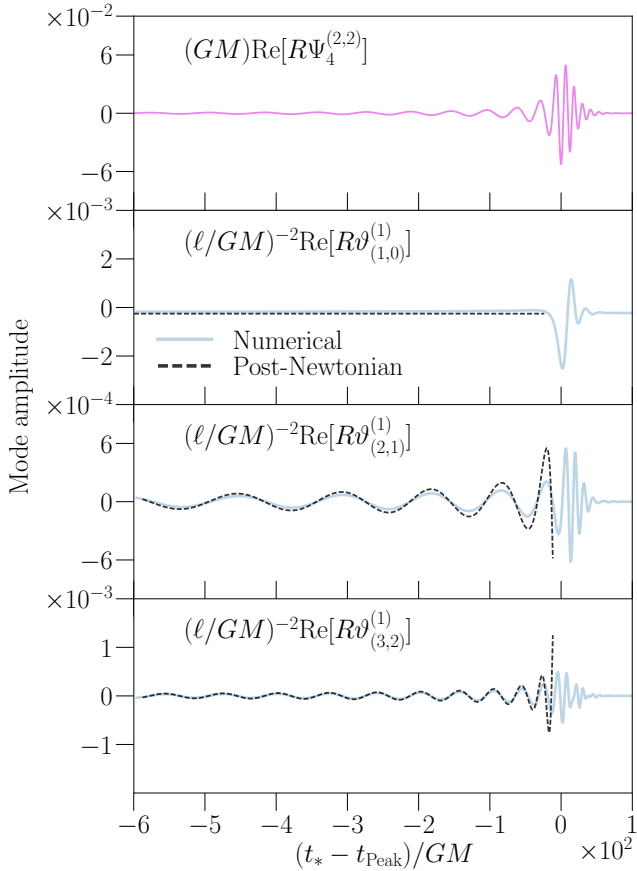 ×10⁻²
(GM)Re[RΨ₄^(2,2)]
6
0
−6
×10⁻³
(ℓ/GM)⁻²Re[Rϑ^(1)_(1,0)]
2
0
−2
Numerical
Post-Newtonian
Mode amplitude
×10⁻⁴
(ℓ/GM)⁻²Re[Rϑ^(1)_(2,1)]
6
0
−6
×10⁻³
(ℓ/GM)⁻²Re[Rϑ^(1)_(3,2)]
1
0
−1
−6 −5 −4 −3 −2 −1 0 1
(t_* − t_Peak)/GM
×10²